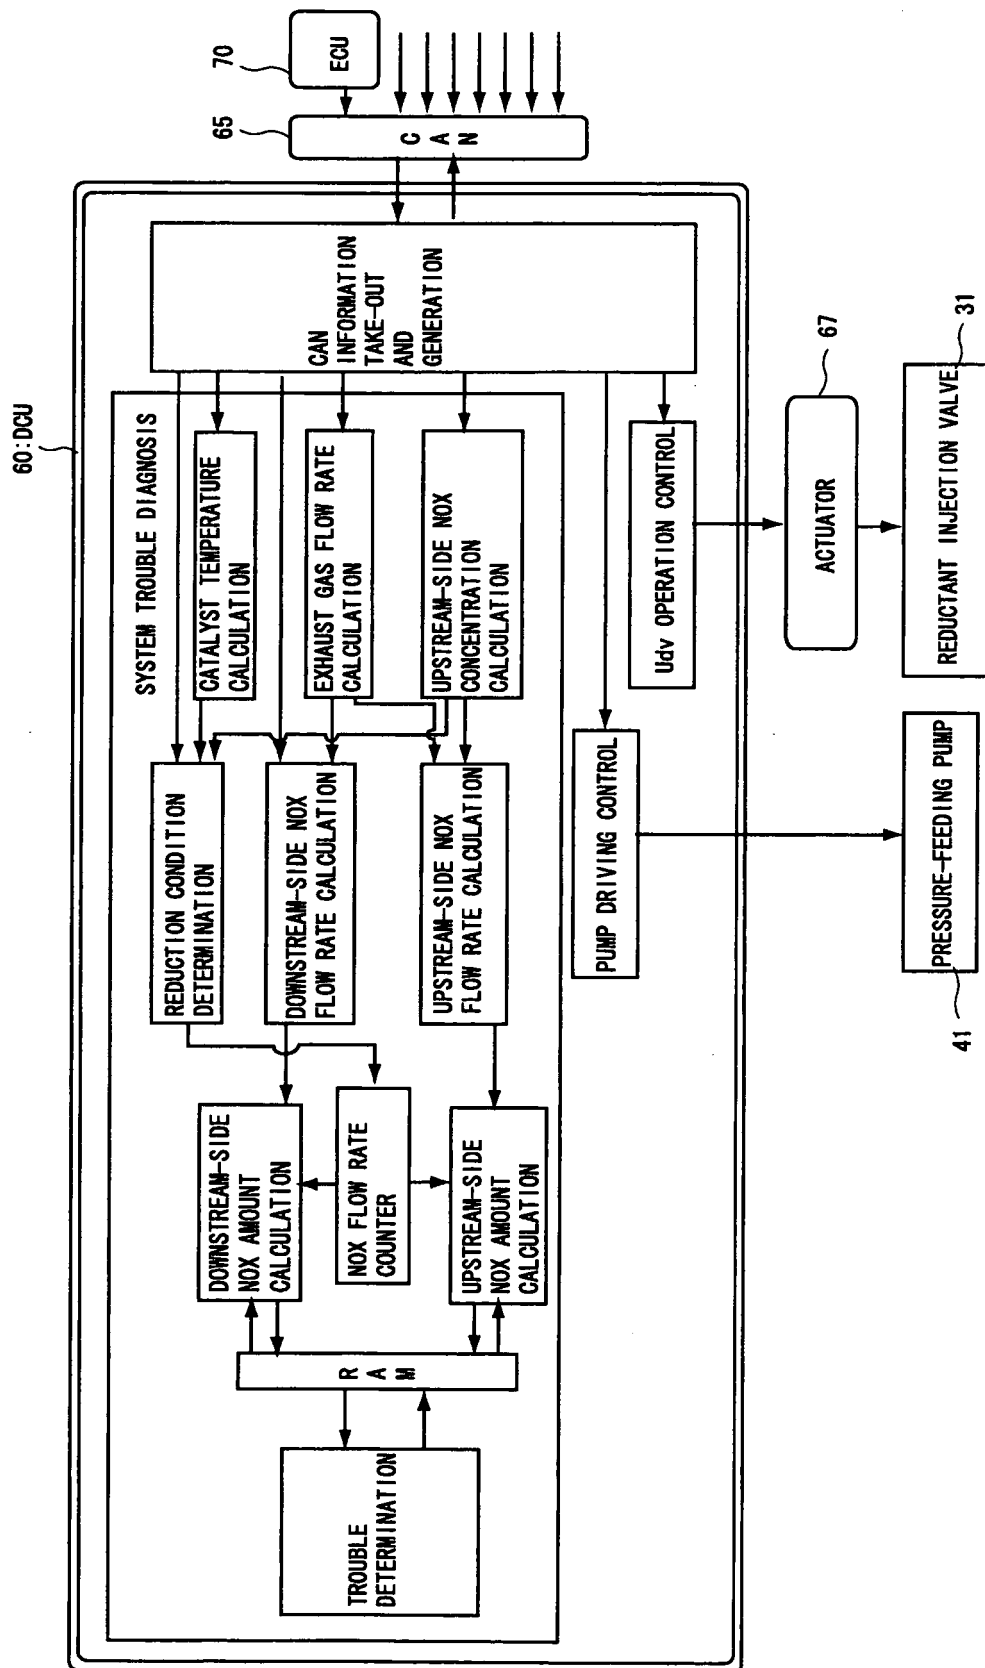 60:DCU
SYSTEM TROUBLE DIAGNOSIS
TROUBLE
DETERMINATION
RAM
DOWNSTREAM-SIDE
NOX AMOUNT
CALCULATION
NOX FLOW RATE
COUNTER
UPSTREAM-SIDE
NOX AMOUNT
CALCULATION
REDUCTION CONDITION
DETERMINATION
DOWNSTREAM-SIDE NOX
FLOW RATE CALCULATION
UPSTREAM-SIDE NOX
FLOW RATE CALCULATION
CATALYST TEMPERATURE
CALCULATION
EXHAUST GAS FLOW RATE
CALCULATION
UPSTREAM-SIDE NOX
CONCENTRATION
CALCULATION
PUMP DRIVING CONTROL
Udv OPERATION CONTROL
CAN
INFORMATION
TAKE-OUT
AND
GENERATION
65
CAN
70
ECU
67
ACTUATOR
41
PRESSURE-FEEDING PUMP
31
REDUCTANT INJECTION VALVE